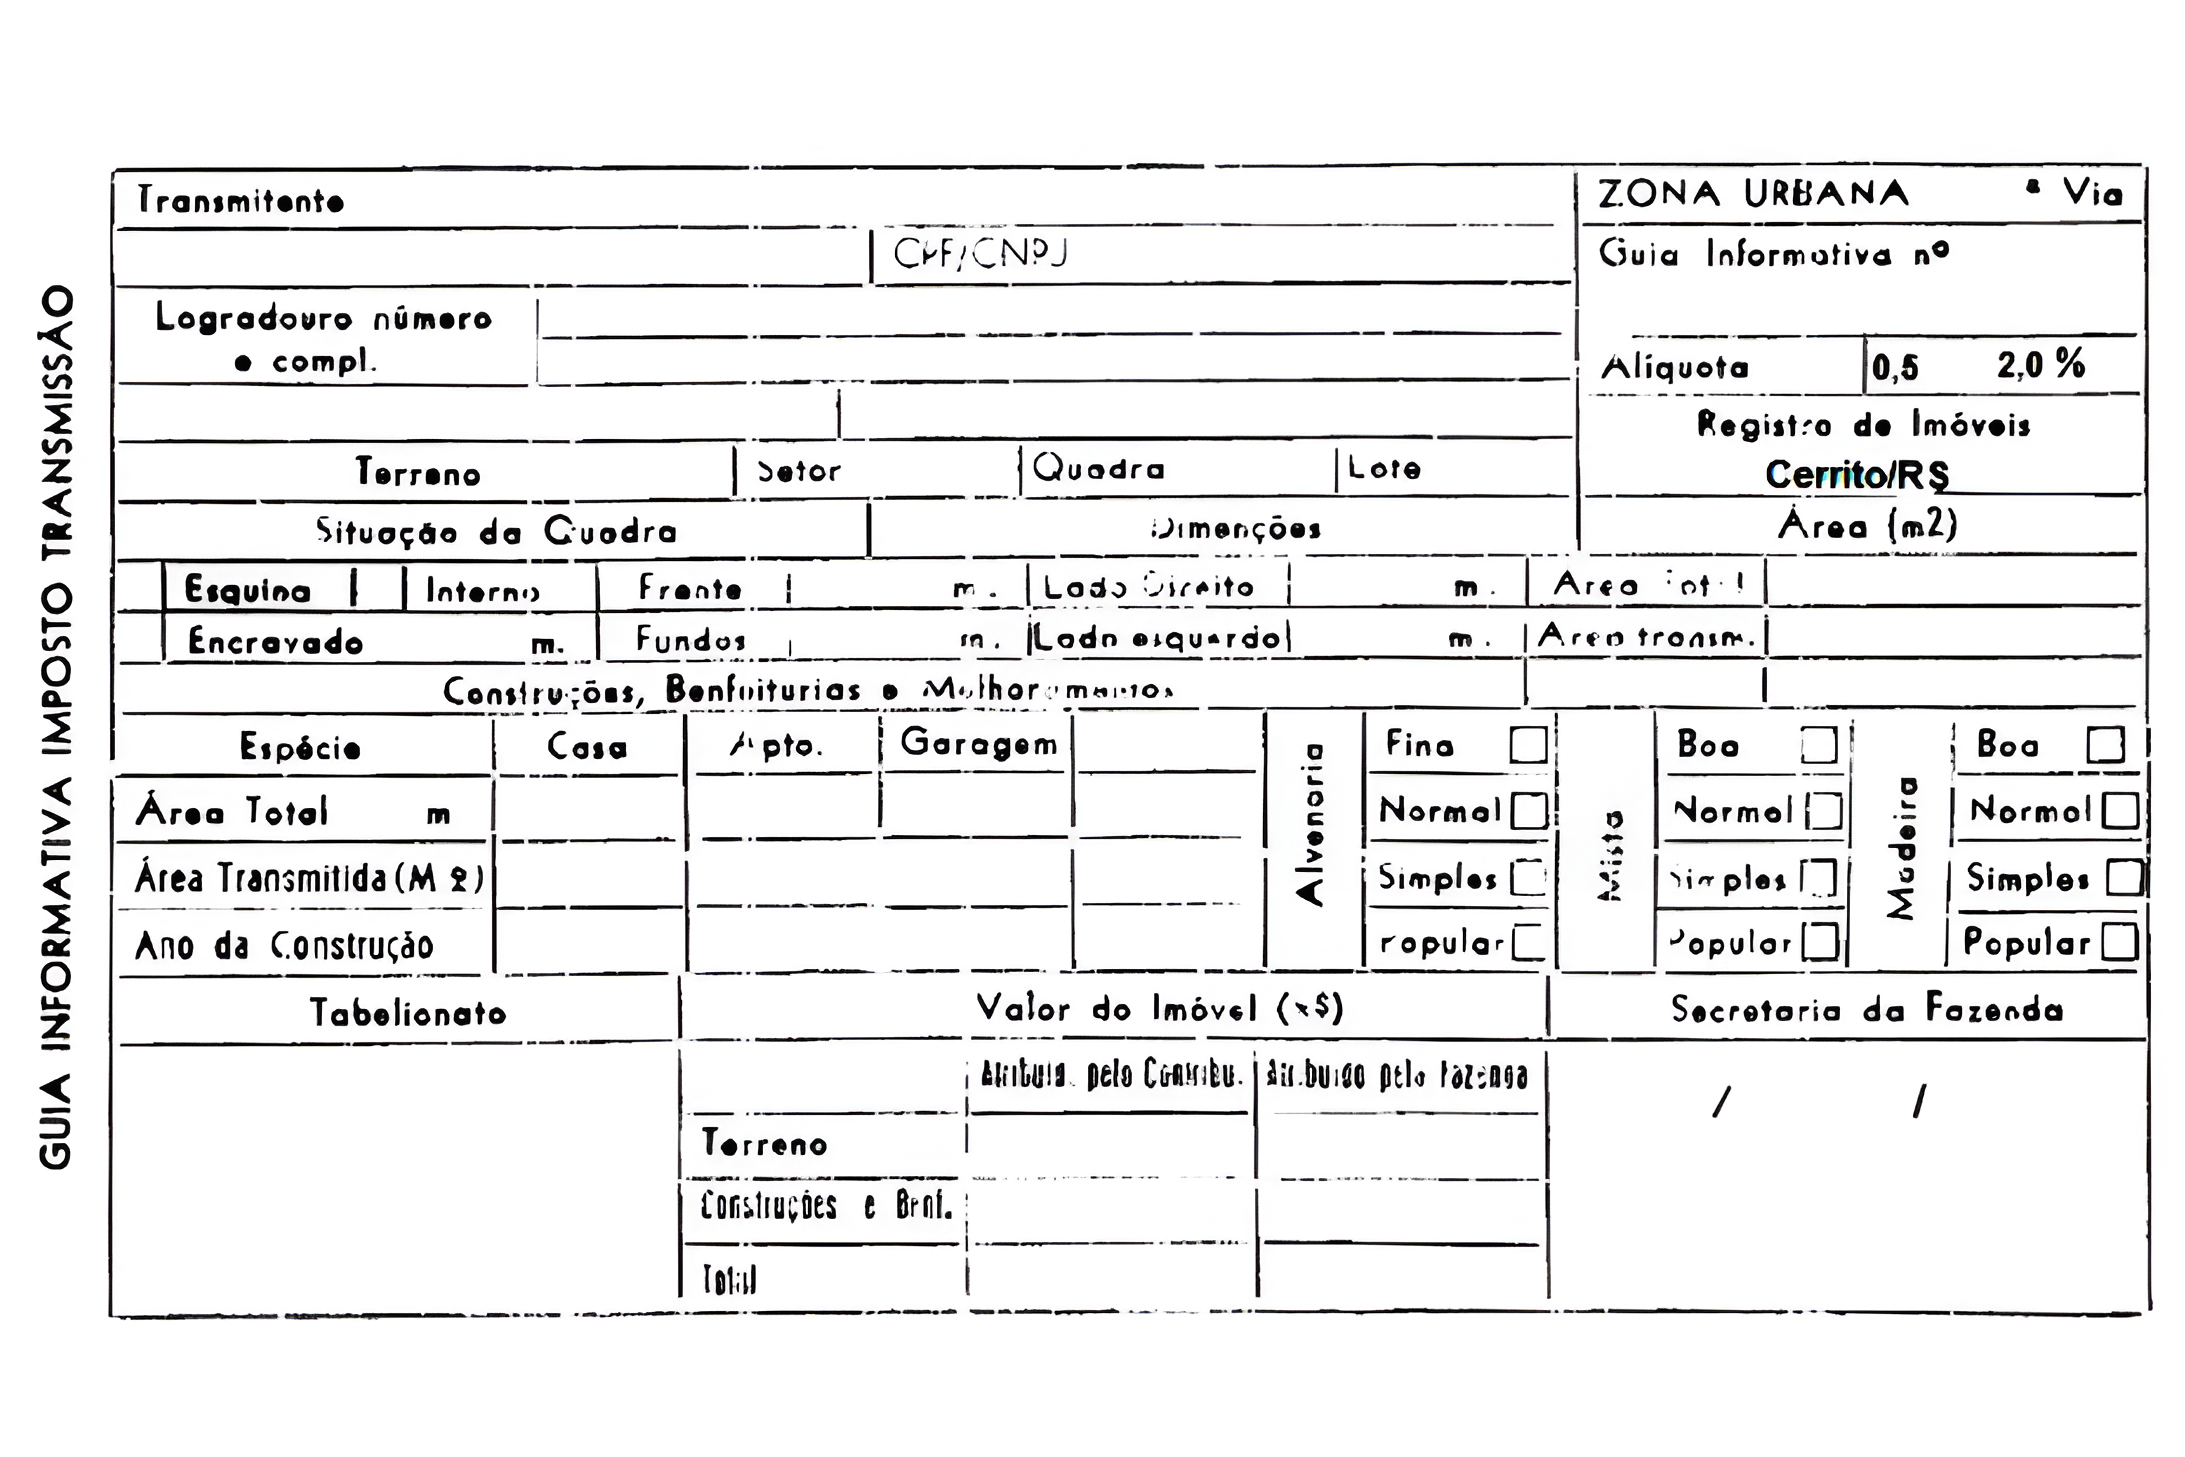 GUIA INFORMATIVA IMPOSTO TRANSMISSÃO
Transmitente
ZONA URBANA ª Via
CPF/CNPJ
Guia Informativa nº
Logradouro número
e compl.
Alíquota 0,5 2,0 %
Registro de Imóveis
Cerrito/RS
Terreno Setor Quadra Lote
Situação da Quadra Dimenções Área (m2)
Esquina Interno Frente m. Lado Direito m. Area Total
Encravado m. Fundos m. Lado esquerdo m. Area transm.
Construções, Benfeiturias e Melhoramentos
Espécie Casa Apto. Garagem
Área Total m
Área Transmitida (M 2)
Ano da Construção
Alvenoria
Fina
Normal
Simples
Popular
Mista
Boa
Normal
Simples
Popular
Madeira
Boa
Normal
Simples
Popular
Tabelionato Valor do Imóvel ( $) Secretaria da Fazenda
Atribuid. pelo Contribu. Atribuido pela Fazenda
/ /
Terreno
Construções e Benf.
Total